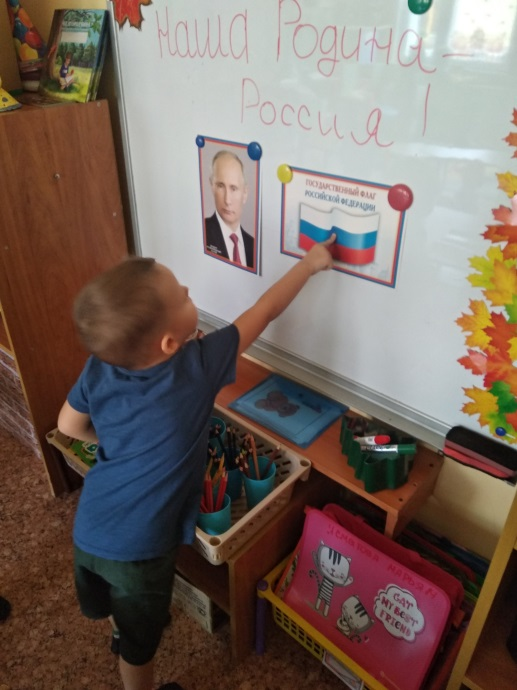 Наша Родина –
Россия!
ГОСУДАРСТВЕННЫЙ ФЛАГ
РОССИЙСКОЙ ФЕДЕРАЦИИ
CAT
MY BEST
FRIEND